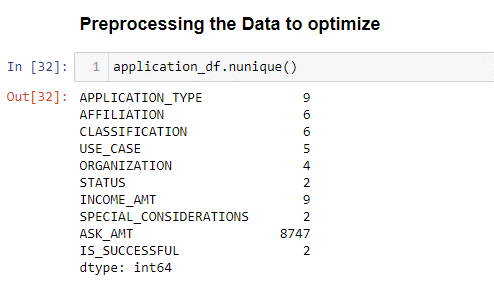 Preprocessing the Data to optimize
In [32]: 1 application_df.nunique()
Out[32]: APPLICATION_TYPE 9
AFFILIATION 6
CLASSIFICATION 6
USE_CASE 5
ORGANIZATION 4
STATUS 2
INCOME_AMT 9
SPECIAL_CONSIDERATIONS 2
ASK_AMT 8747
IS_SUCCESSFUL 2
dtype: int64